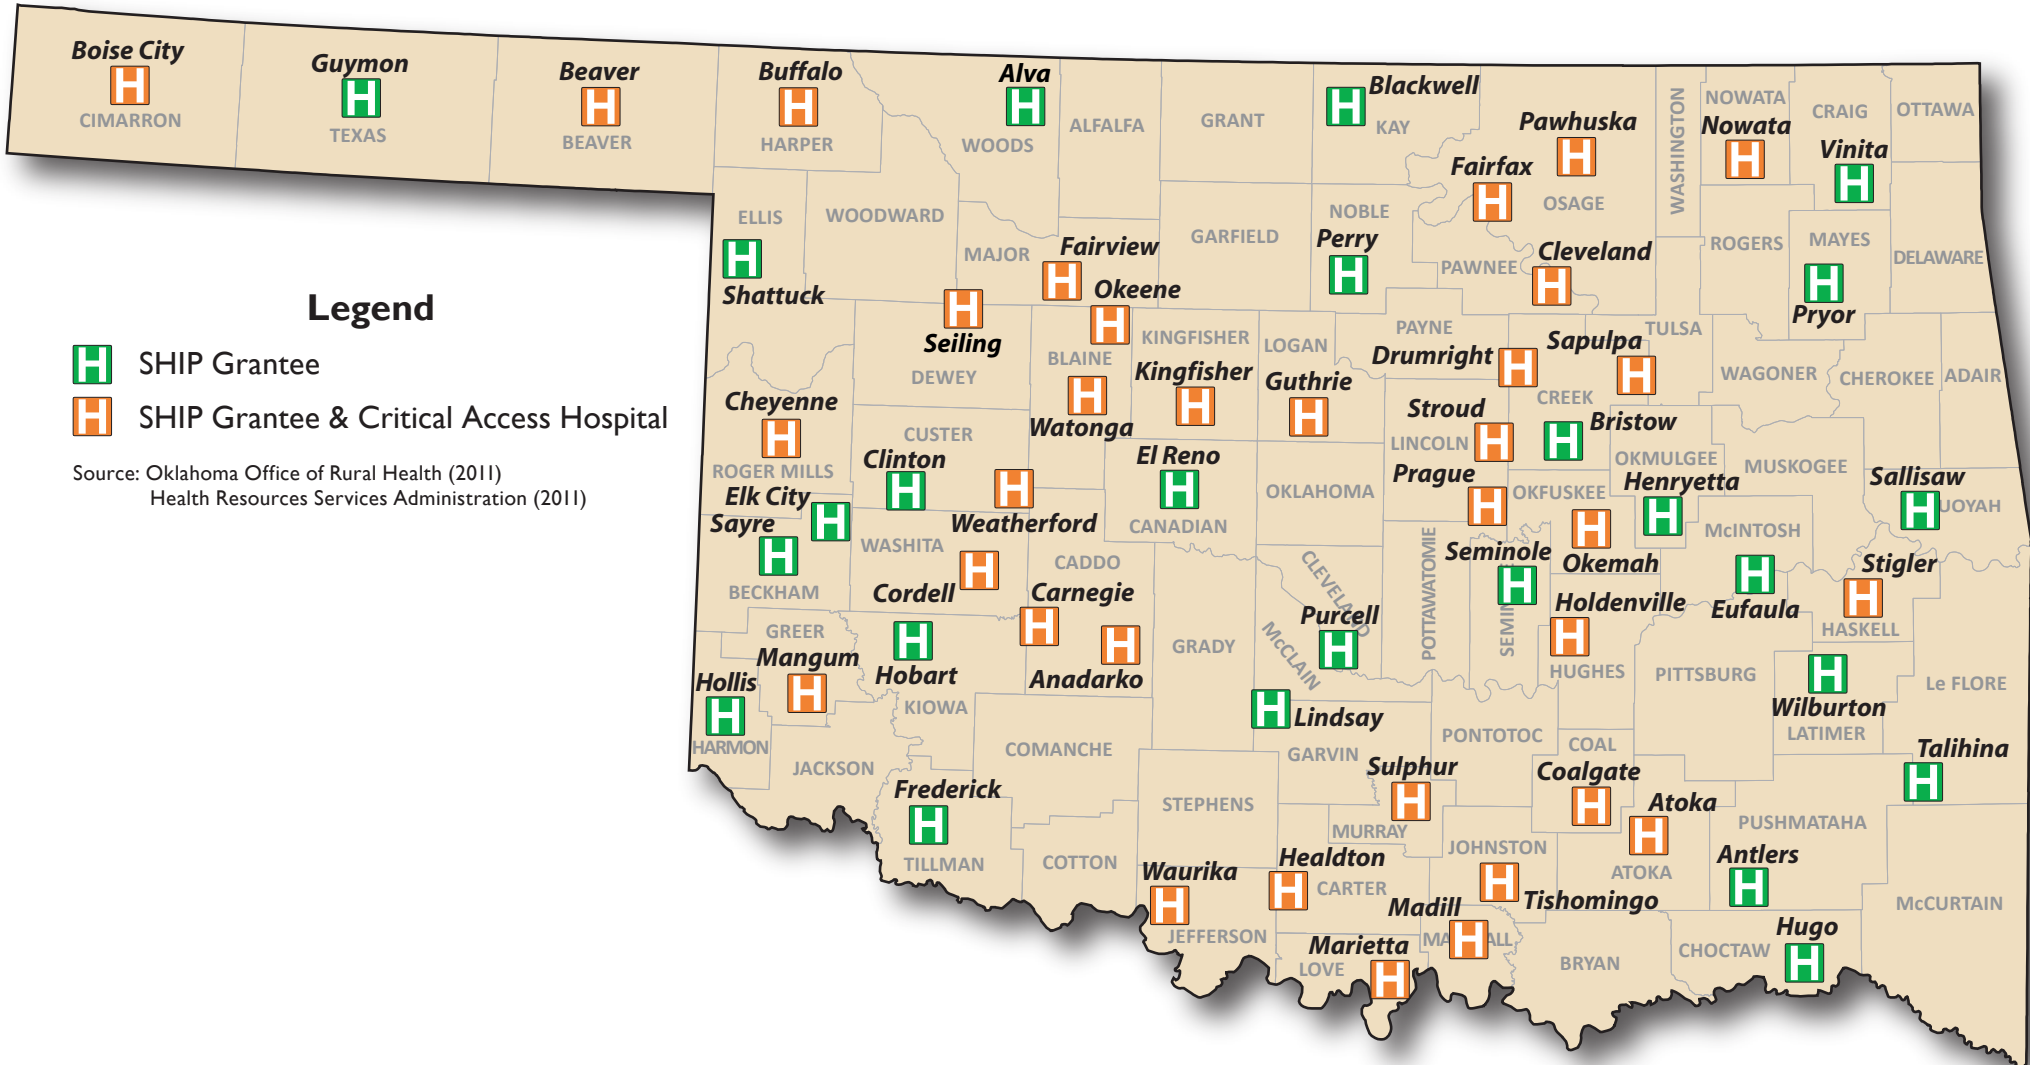 Boise City
CIMARRON
Guymon
TEXAS
Beaver
BEAVER
Buffalo
HARPER
Alva
WOODS
ALFALFA
GRANT
Blackwell
KAY
Pawhuska
Fairfax
OSAGE
WASHINGTON
NOWATA
Nowata
CRAIG
Vinita
OTTAWA
ELLIS
Shattuck
WOODWARD
MAJOR
Fairview
Okeene
GARFIELD
NOBLE
Perry
PAWNEE
Cleveland
ROGERS
MAYES
Pryor
DELAWARE
Legend
H SHIP Grantee
H SHIP Grantee & Critical Access Hospital
Source: Oklahoma Office of Rural Health (2011)
Health Resources Services Administration (2011)
Seiling
DEWEY
BLAINE
Watonga
KINGFISHER
Kingfisher
LOGAN
Guthrie
PAYNE
Drumright
Sapulpa
TULSA
CREEK
WAGONER
CHEROKEE
ADAIR
Cheyenne
ROGER MILLS
CUSTER
Clinton
Weatherford
El Reno
CANADIAN
OKLAHOMA
Stroud
LINCOLN
Prague
Bristow
OKMULGEE
Henryetta
MUSKOGEE
Sallisaw
UOYAH
Elk City
Sayre
BECKHAM
WASHITA
Cordell
CADDO
Carnegie
Anadarko
CLEVELAND
Purcell
McCLAIN
POTTAWATOMIE
Seminole
SEMIN
E
OKFUSKEE
Okemah
McINTOSH
Eufaula
Stigler
HASKELL
Holdenville
HUGHES
GREER
Mangum
Hollis
HARMON
Hobart
KIOWA
GRADY
Lindsay
GARVIN
PITTSBURG
Wilburton
LATIMER
Le FLORE
JACKSON
COMANCHE
PONTOTOC
COAL
Coalgate
Talihina
Frederick
TILLMAN
STEPHENS
Sulphur
MURRAY
Atoka
ATOKA
PUSHMATAHA
Antlers
COTTON
Waurika
JEFFERSON
Healdton
CARTER
JOHNSTON
Tishomingo
Madill
MA
ALL
Marietta
LOVE
BRYAN
CHOCTAW
Hugo
McCURTAIN